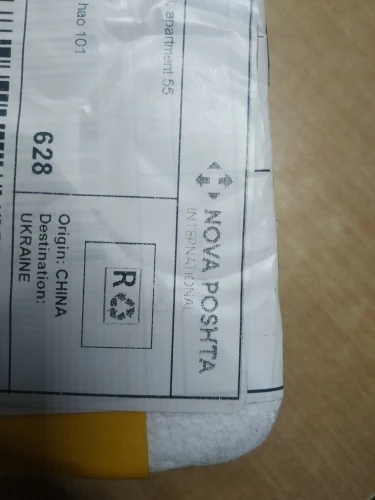 NOVA POSHTA
INTERNATIONAL
, apartment 55
hao 101
628
R
Origin: CHINA
Destination:
UKRAINE